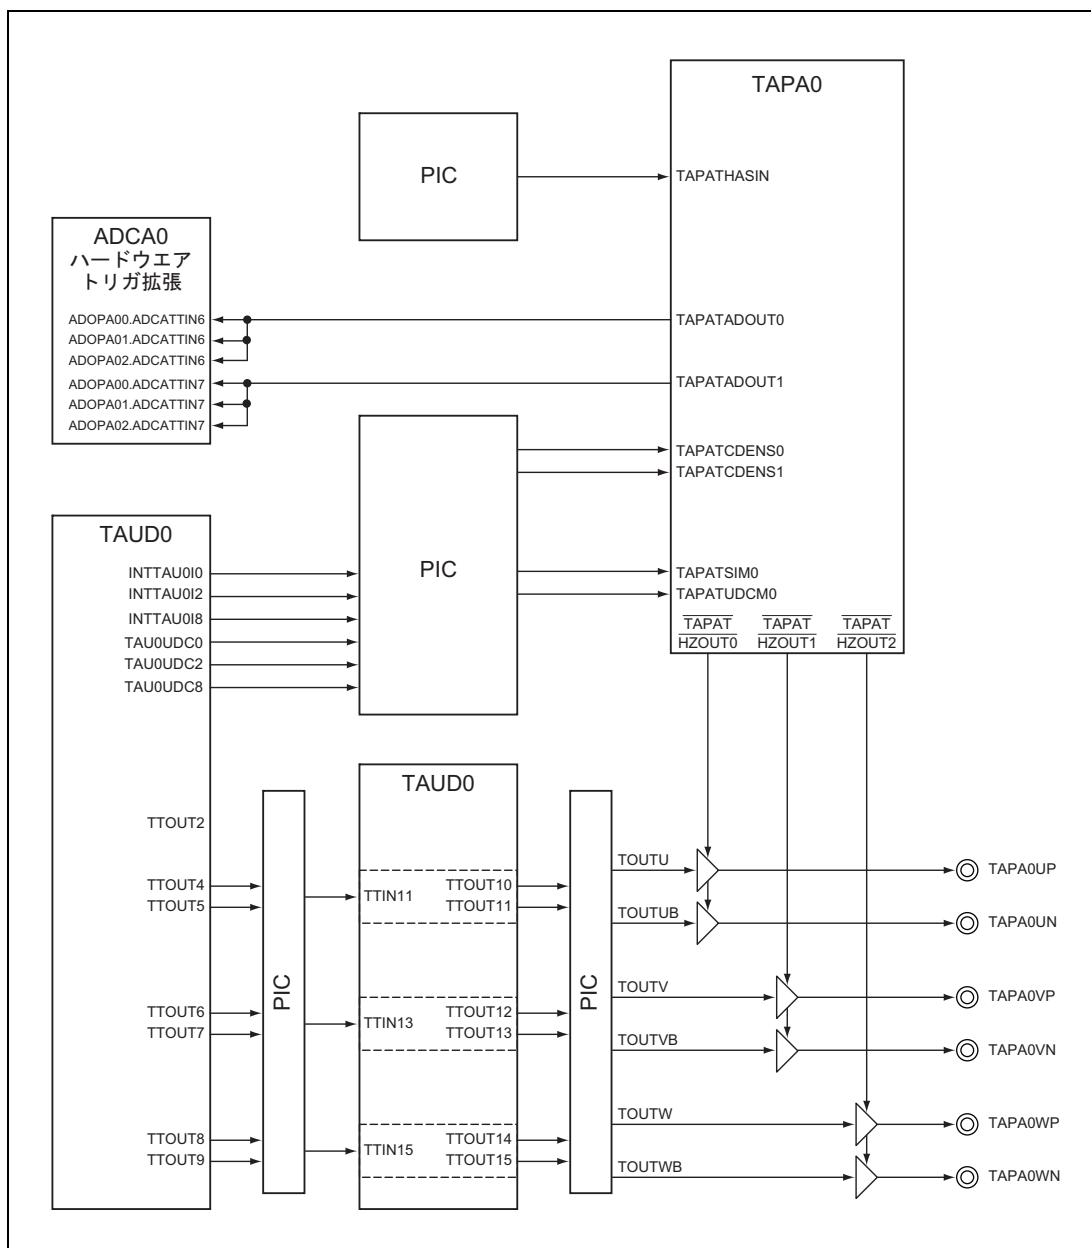 TAPA0
PIC
TAPATHASIN
ADCA0
ハードウエア
トリガ拡張
ADOPA00.ADCATTIN6
ADOPA01.ADCATTIN6
ADOPA02.ADCATTIN6
ADOPA00.ADCATTIN7
ADOPA01.ADCATTIN7
ADOPA02.ADCATTIN7
TAPATADOUT0
TAPATADOUT1
TAPATCDENS0
TAPATCDENS1
TAUD0
INTTAU0I0
INTTAU0I2
INTTAU0I8
TAU0UDC0
TAU0UDC2
TAU0UDC8
PIC
TAPATSIM0
TAPATUDCM0
TAPAT
HZOUT0
TAPAT
HZOUT1
TAPAT
HZOUT2
TTOUT2
TTOUT4
TTOUT5
TTOUT6
TTOUT7
TTOUT8
TTOUT9
PIC
TAUD0
TTIN11
TTOUT10
TTOUT11
TTIN13
TTOUT12
TTOUT13
TTIN15
TTOUT14
TTOUT15
PIC
TOUTU
TOUTUB
TOUTV
TOUTVB
TOUTW
TOUTWB
TAPA0UP
TAPA0UN
TAPA0VP
TAPA0VN
TAPA0WP
TAPA0WN